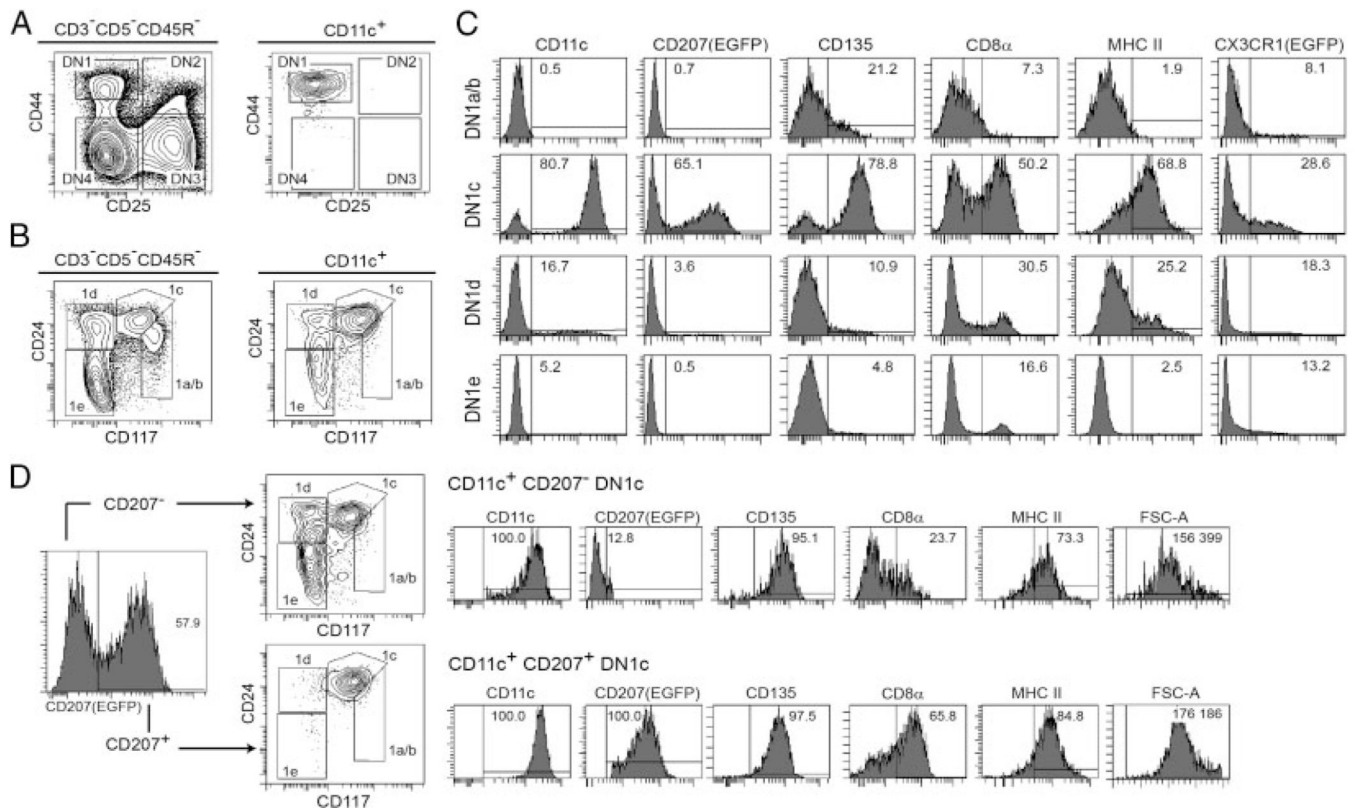 A
CD3⁻CD5⁻CD45R⁻
CD11c⁺
DN1
DN2
DN4
DN3
CD44
CD25
DN1
DN2
DN4
DN3
CD44
CD25
B
CD3⁻CD5⁻CD45R⁻
CD11c⁺
1d
1c
1a/b
1e
CD24
CD117
1d
1c
1a/b
1e
CD24
CD117
C
CD11c CD207(EGFP) CD135 CD8α MHC II CX3CR1(EGFP)
DN1a/b
0.5 0.7 21.2 7.3 1.9 8.1
DN1c
80.7 65.1 78.8 50.2 68.8 28.6
DN1d
16.7 3.6 10.9 30.5 25.2 18.3
DN1e
5.2 0.5 4.8 16.6 2.5 13.2
D
CD207⁻
57.9
CD207(EGFP)
CD207⁺
1d
1c
1a/b
1e
CD24
CD117
1d
1c
1a/b
1e
CD24
CD117
CD11c⁺ CD207⁻ DN1c
CD11c CD207(EGFP) CD135 CD8α MHC II FSC-A
100.0 12.8 95.1 23.7 73.3 156 399
CD11c⁺ CD207⁺ DN1c
CD11c CD207(EGFP) CD135 CD8α MHC II FSC-A
100.0 100.0 97.5 65.8 84.8 176 186